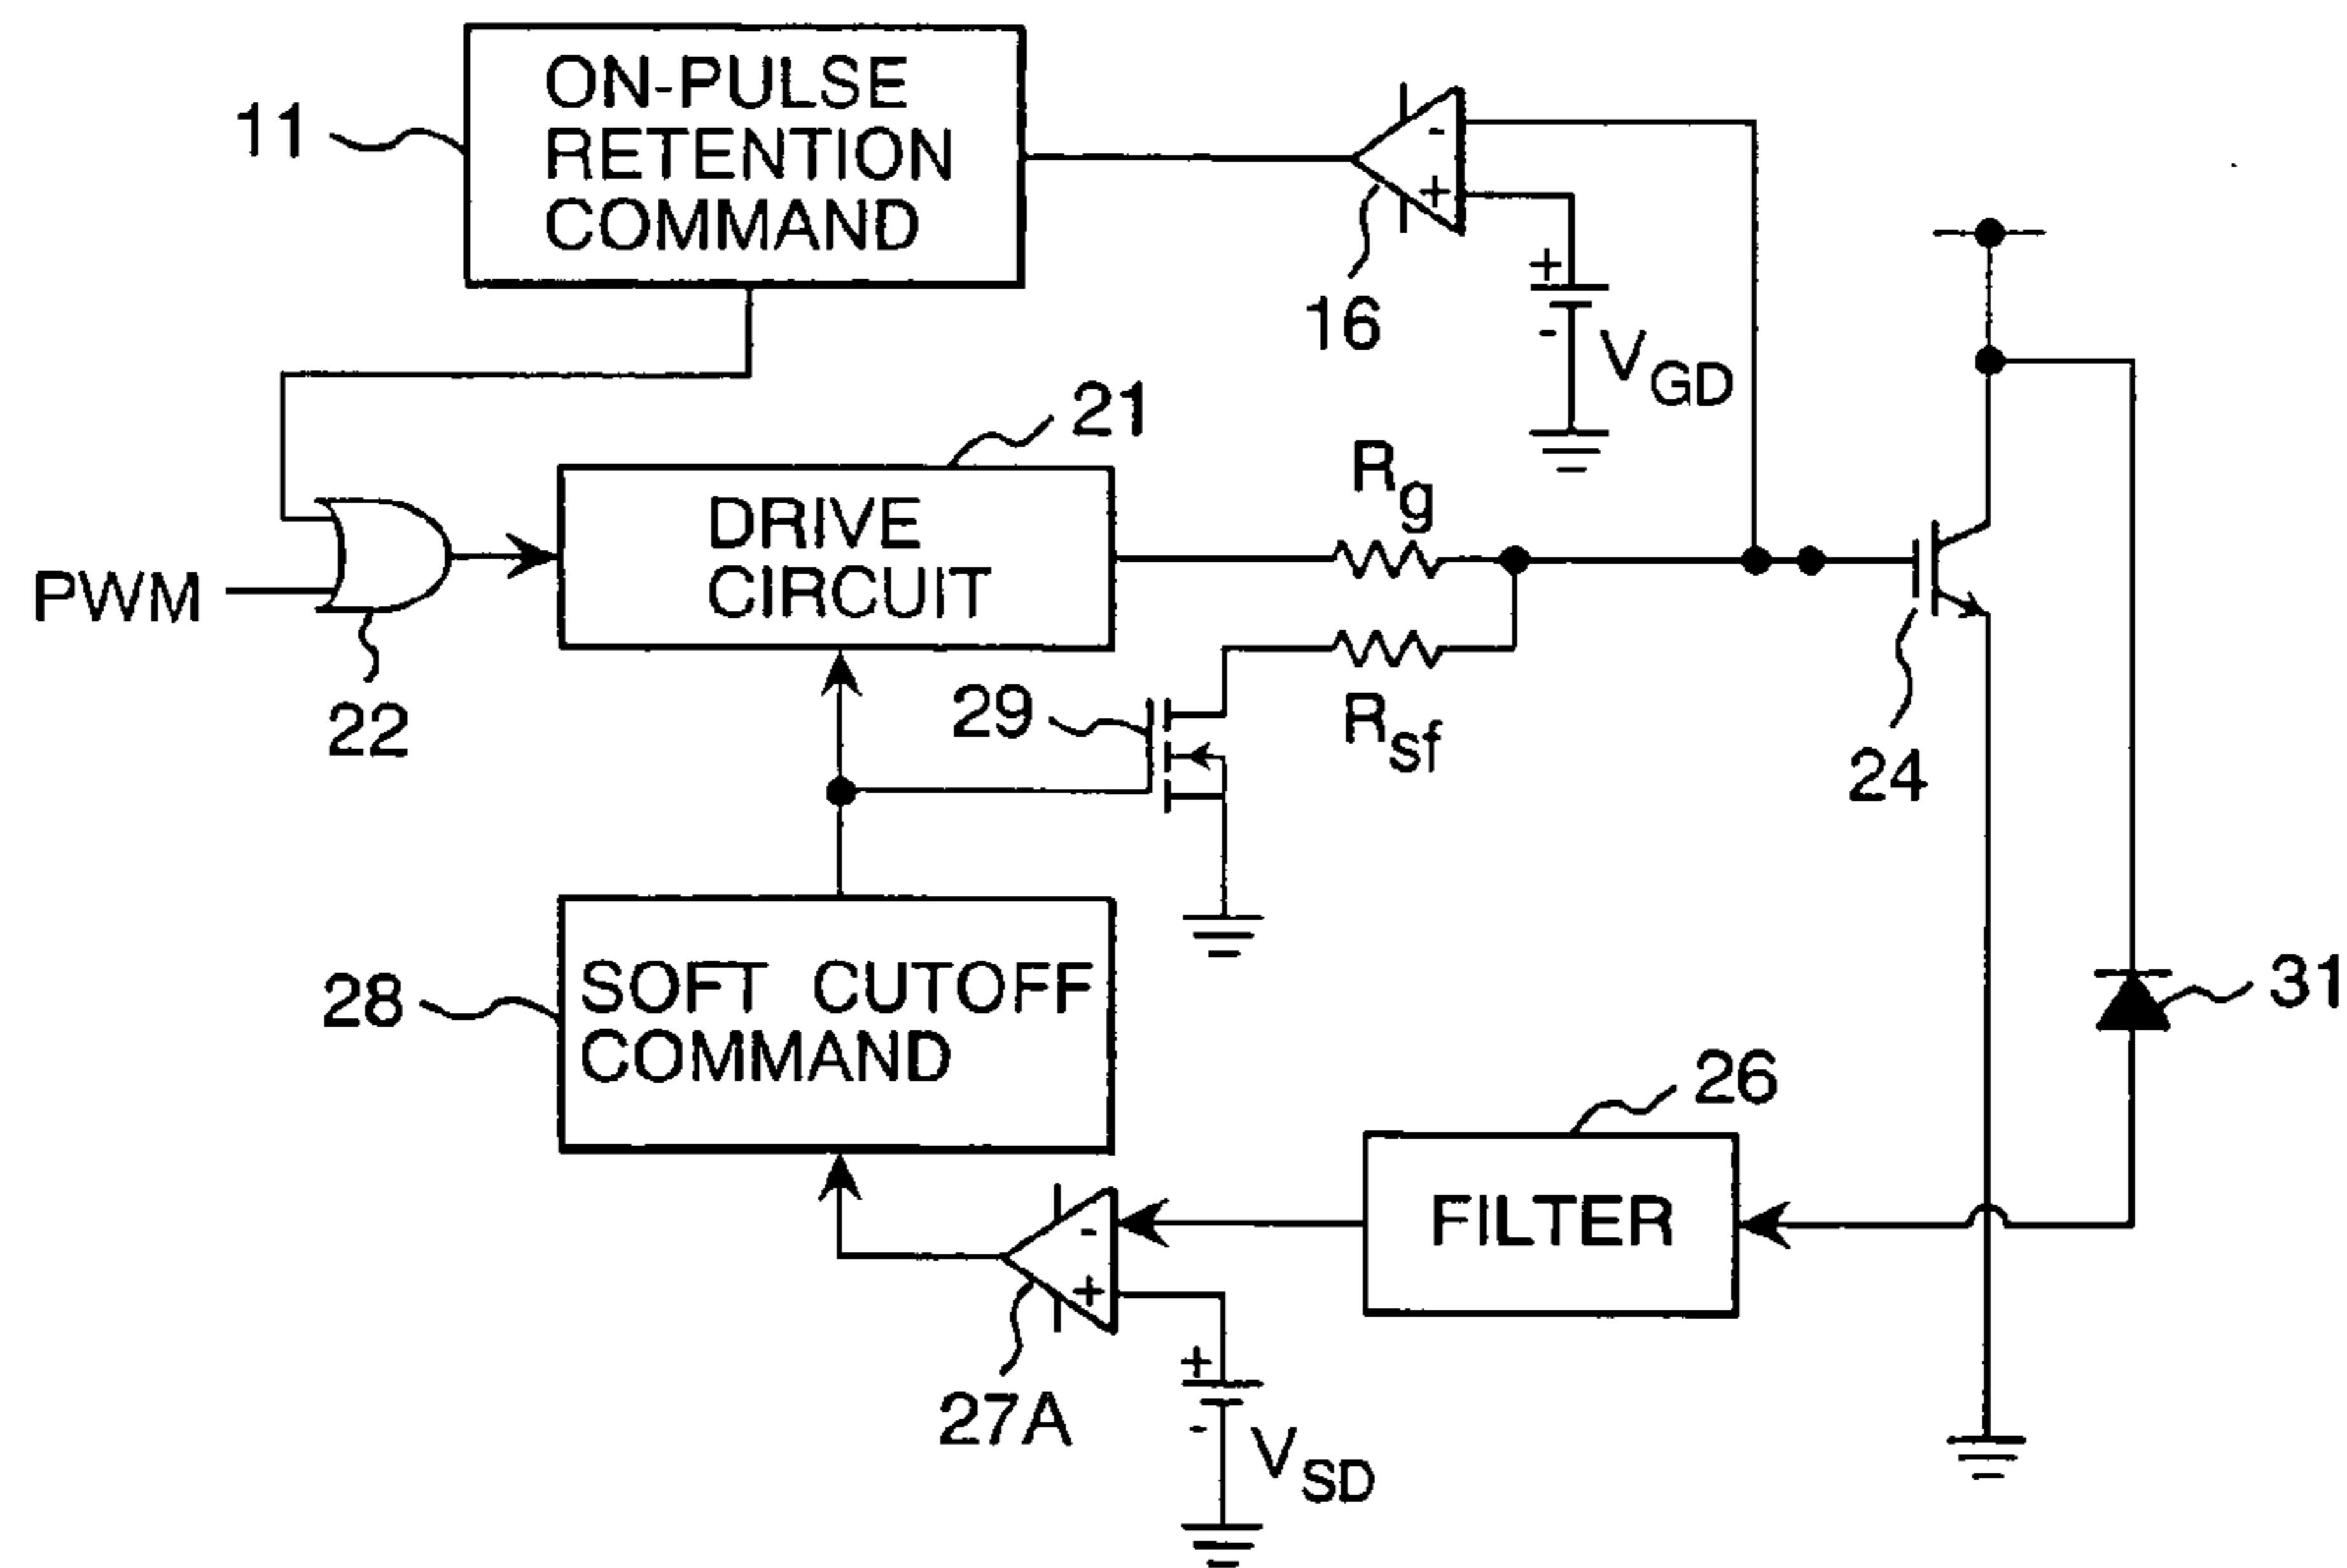 ON-PULSE
RETENTION
COMMAND
11
-
+
16
+
-
VGD
21
DRIVE
CIRCUIT
Rg
PWM
22
29
Rsf
24
SOFT CUTOFF
COMMAND
28
31
26
FILTER
-
+
27A
+
-
VSD